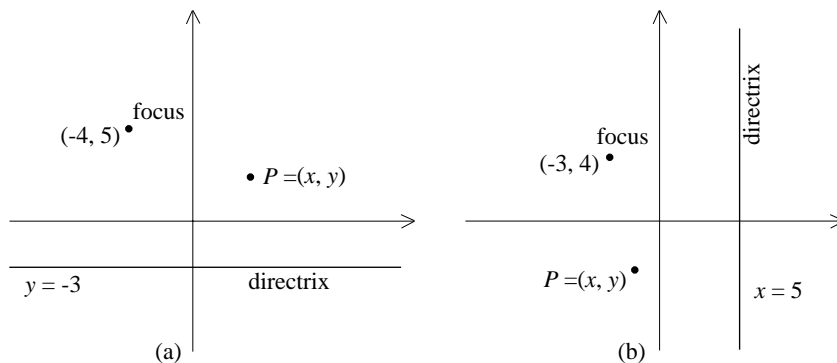 focus
(-4, 5)
P =(x, y)
y = -3
directrix
(a)
focus
(-3, 4)
directrix
P =(x, y)
x = 5
(b)